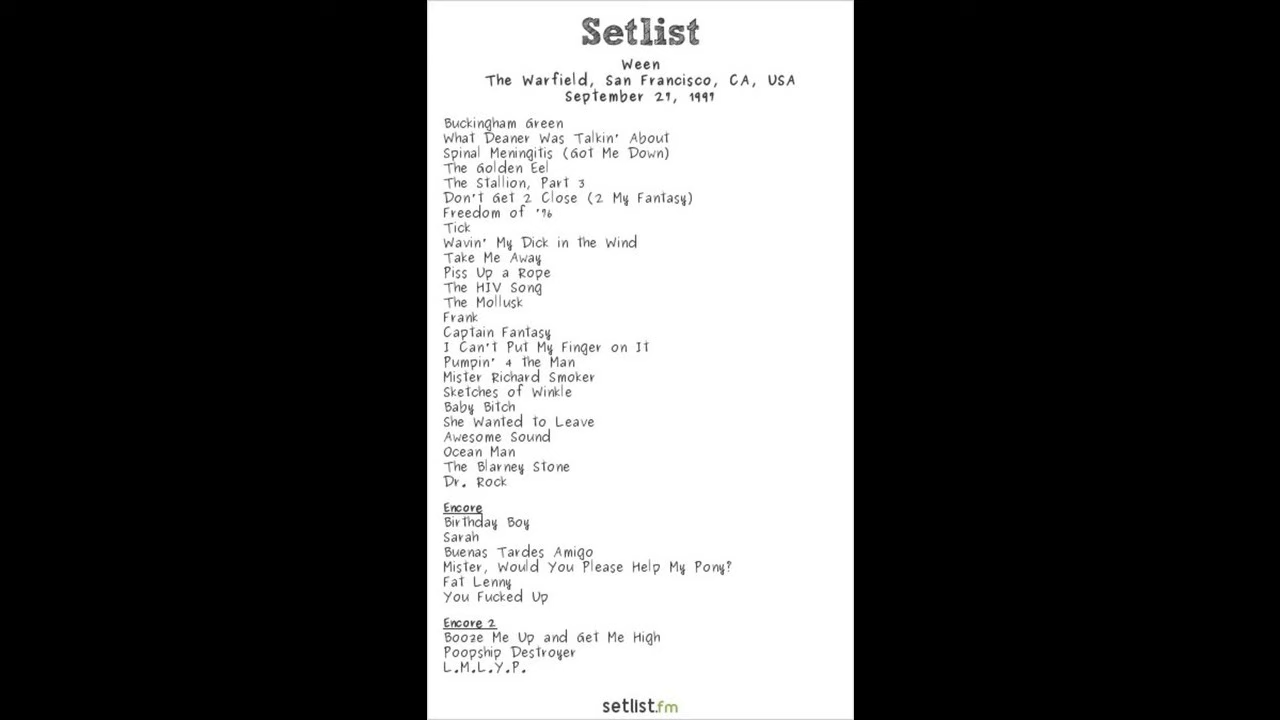 Setlist
Ween
The Warfield, San Francisco, CA, USA
September 27, 1997
Buckingham Green
What Deaner Was Talkin' About
Spinal Meningitis (Got Me Down)
The Golden Eel
The Stallion, Part 3
Don't Get 2 Close (2 My Fantasy)
Freedom of '76
Tick
Wavin' My Dick in the Wind
Take Me Away
Piss Up a Rope
The HIV Song
The Mollusk
Frank
Captain Fantasy
I Can't Put My Finger on It
Pumpin' 4 the Man
Mister Richard Smoker
Sketches of Winkle
Baby Bitch
She Wanted to Leave
Awesome Sound
Ocean Man
The Blarney Stone
Dr. Rock
Encore
Birthday Boy
Sarah
Buenas Tardes Amigo
Mister, Would You Please Help My Pony?
Fat Lenny
You Fucked Up
Encore 2
Booze Me Up and Get Me High
Poopship Destroyer
L.M.L.Y.P.
setlist.fm